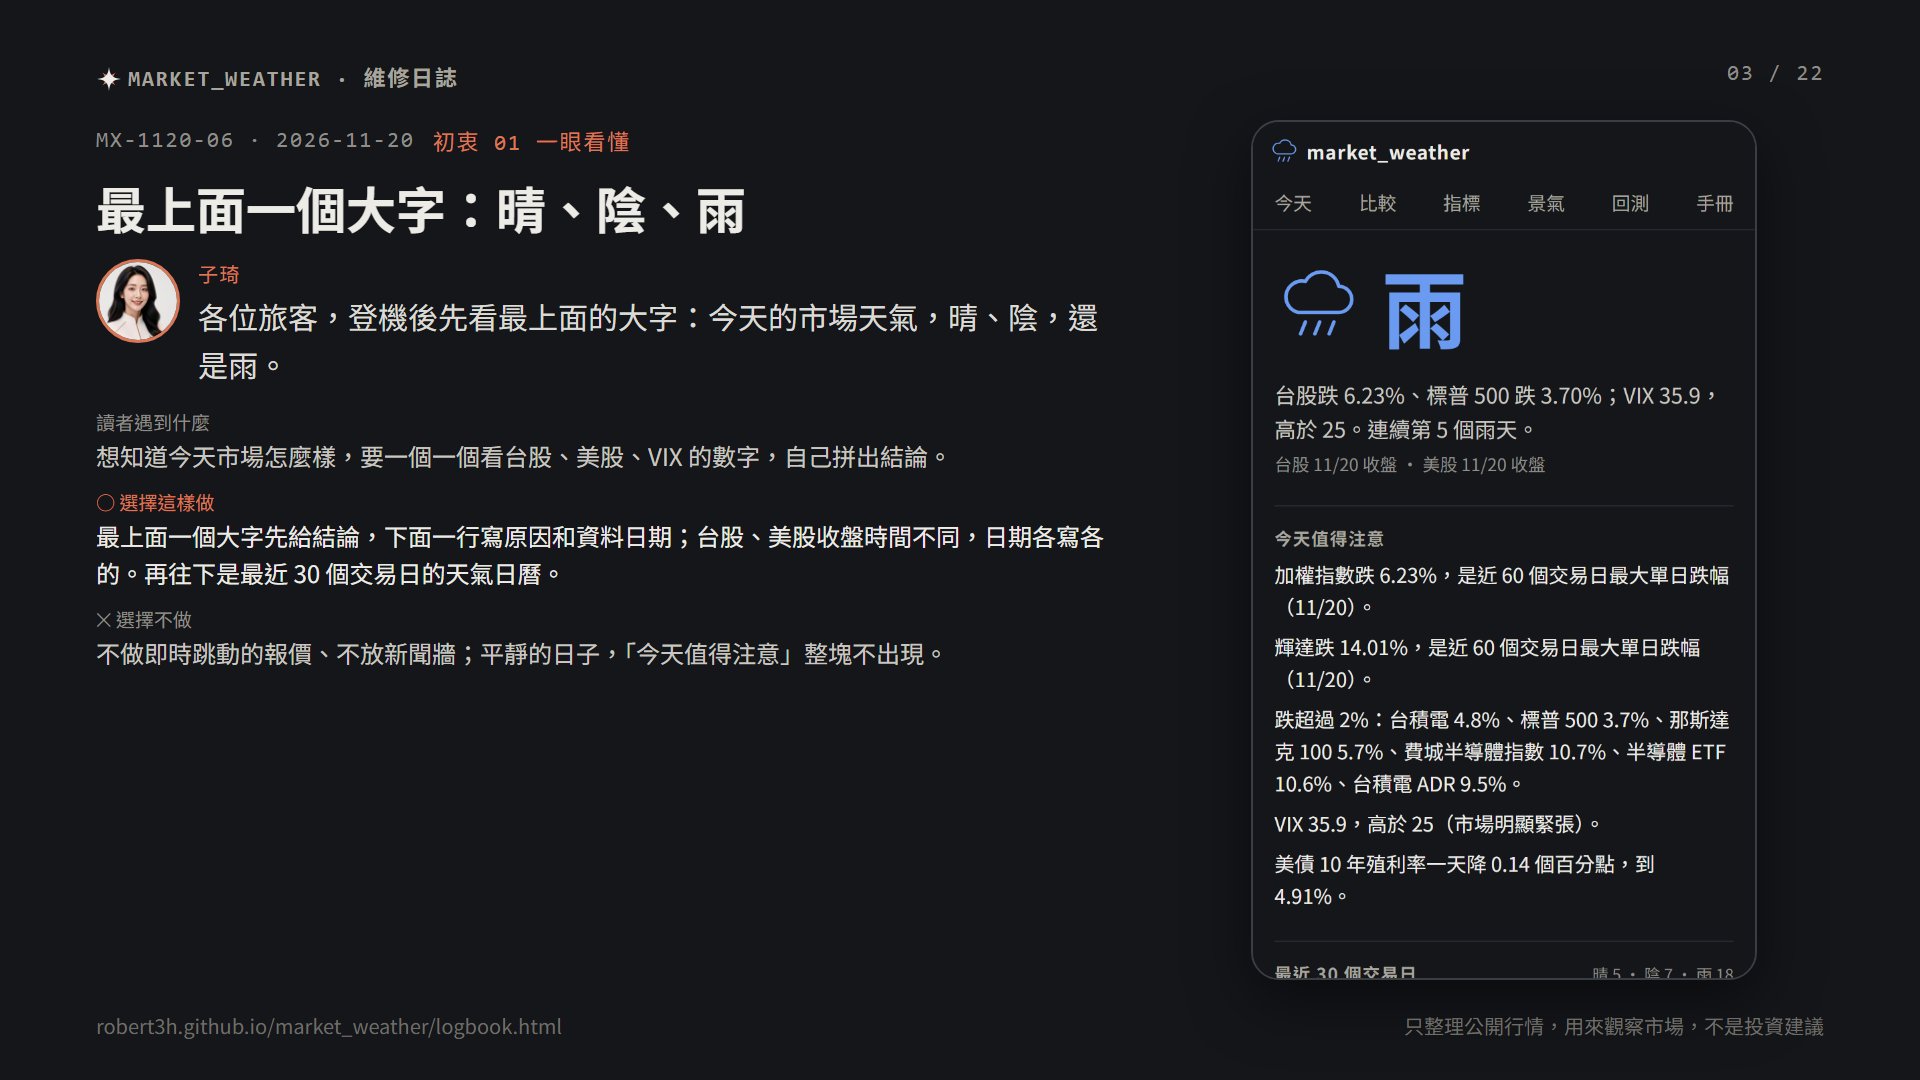 MARKET_WEATHER · 維修日誌
03 / 22
MX-1120-06 · 2026-11-20 初衷 01 一眼看懂
最上面一個大字：晴、陰、雨
子琦
各位旅客，登機後先看最上面的大字：今天的市場天氣，晴、陰，還
是雨。
讀者遇到什麼
想知道今天市場怎麼樣，要一個一個看台股、美股、VIX 的數字，自己拼出結論。
○ 選擇這樣做
最上面一個大字先給結論，下面一行寫原因和資料日期；台股、美股收盤時間不同，日期各寫各
的。再往下是最近 30 個交易日的天氣日曆。
× 選擇不做
不做即時跳動的報價、不放新聞牆；平靜的日子，「今天值得注意」整塊不出現。
market_weather
今天 比較 指標 景氣 回測 手冊
雨
台股跌 6.23%、標普 500 跌 3.70%；VIX 35.9，
高於 25。連續第 5 個雨天。
台股 11/20 收盤 · 美股 11/20 收盤
今天值得注意
加權指數跌 6.23%，是近 60 個交易日最大單日跌幅
（11/20）。
輝達跌 14.01%，是近 60 個交易日最大單日跌幅
（11/20）。
跌超過 2%：台積電 4.8%、標普 500 3.7%、那斯達
克 100 5.7%、費城半導體指數 10.7%、半導體 ETF
10.6%、台積電 ADR 9.5%。
VIX 35.9，高於 25（市場明顯緊張）。
美債 10 年殖利率一天降 0.14 個百分點，到
4.91%。
最近 30 個交易日 晴 5 · 陰 7 · 雨 18
robert3h.github.io/market_weather/logbook.html
只整理公開行情，用來觀察市場，不是投資建議